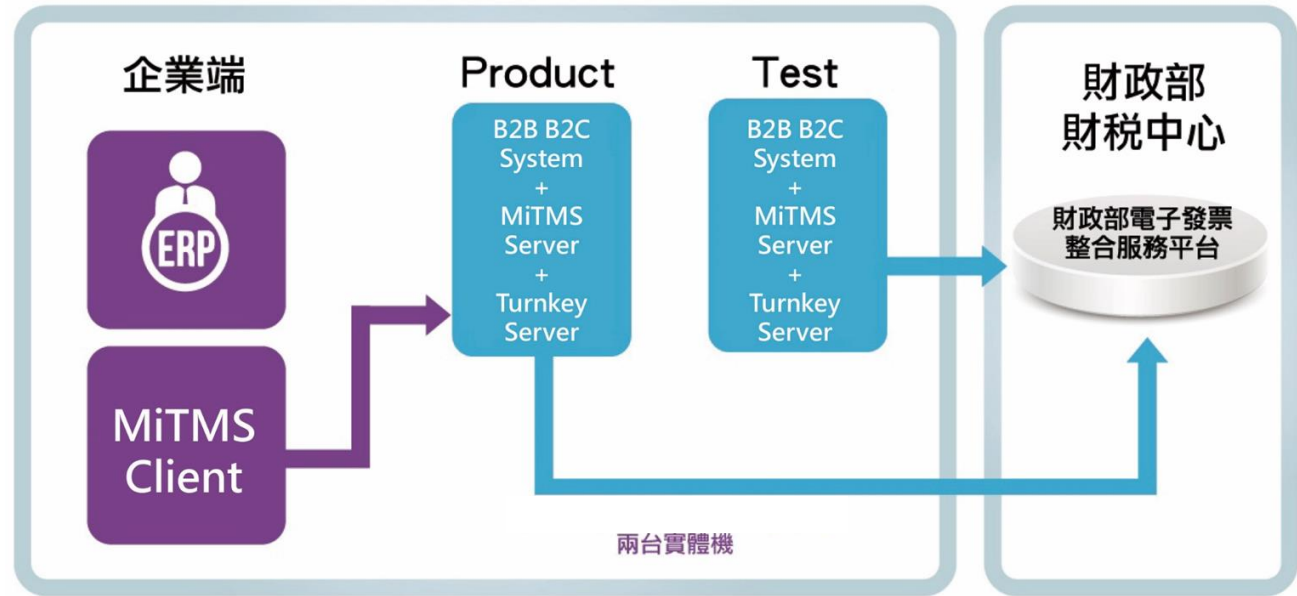 企業端
ERP
MiTMS
Client
Product
B2B B2C
System
+
MiTMS
Server
+
Turnkey
Server
Test
B2B B2C
System
+
MiTMS
Server
+
Turnkey
Server
兩台實體機
財政部
財税中心
財政部電子發票
整合服務平台